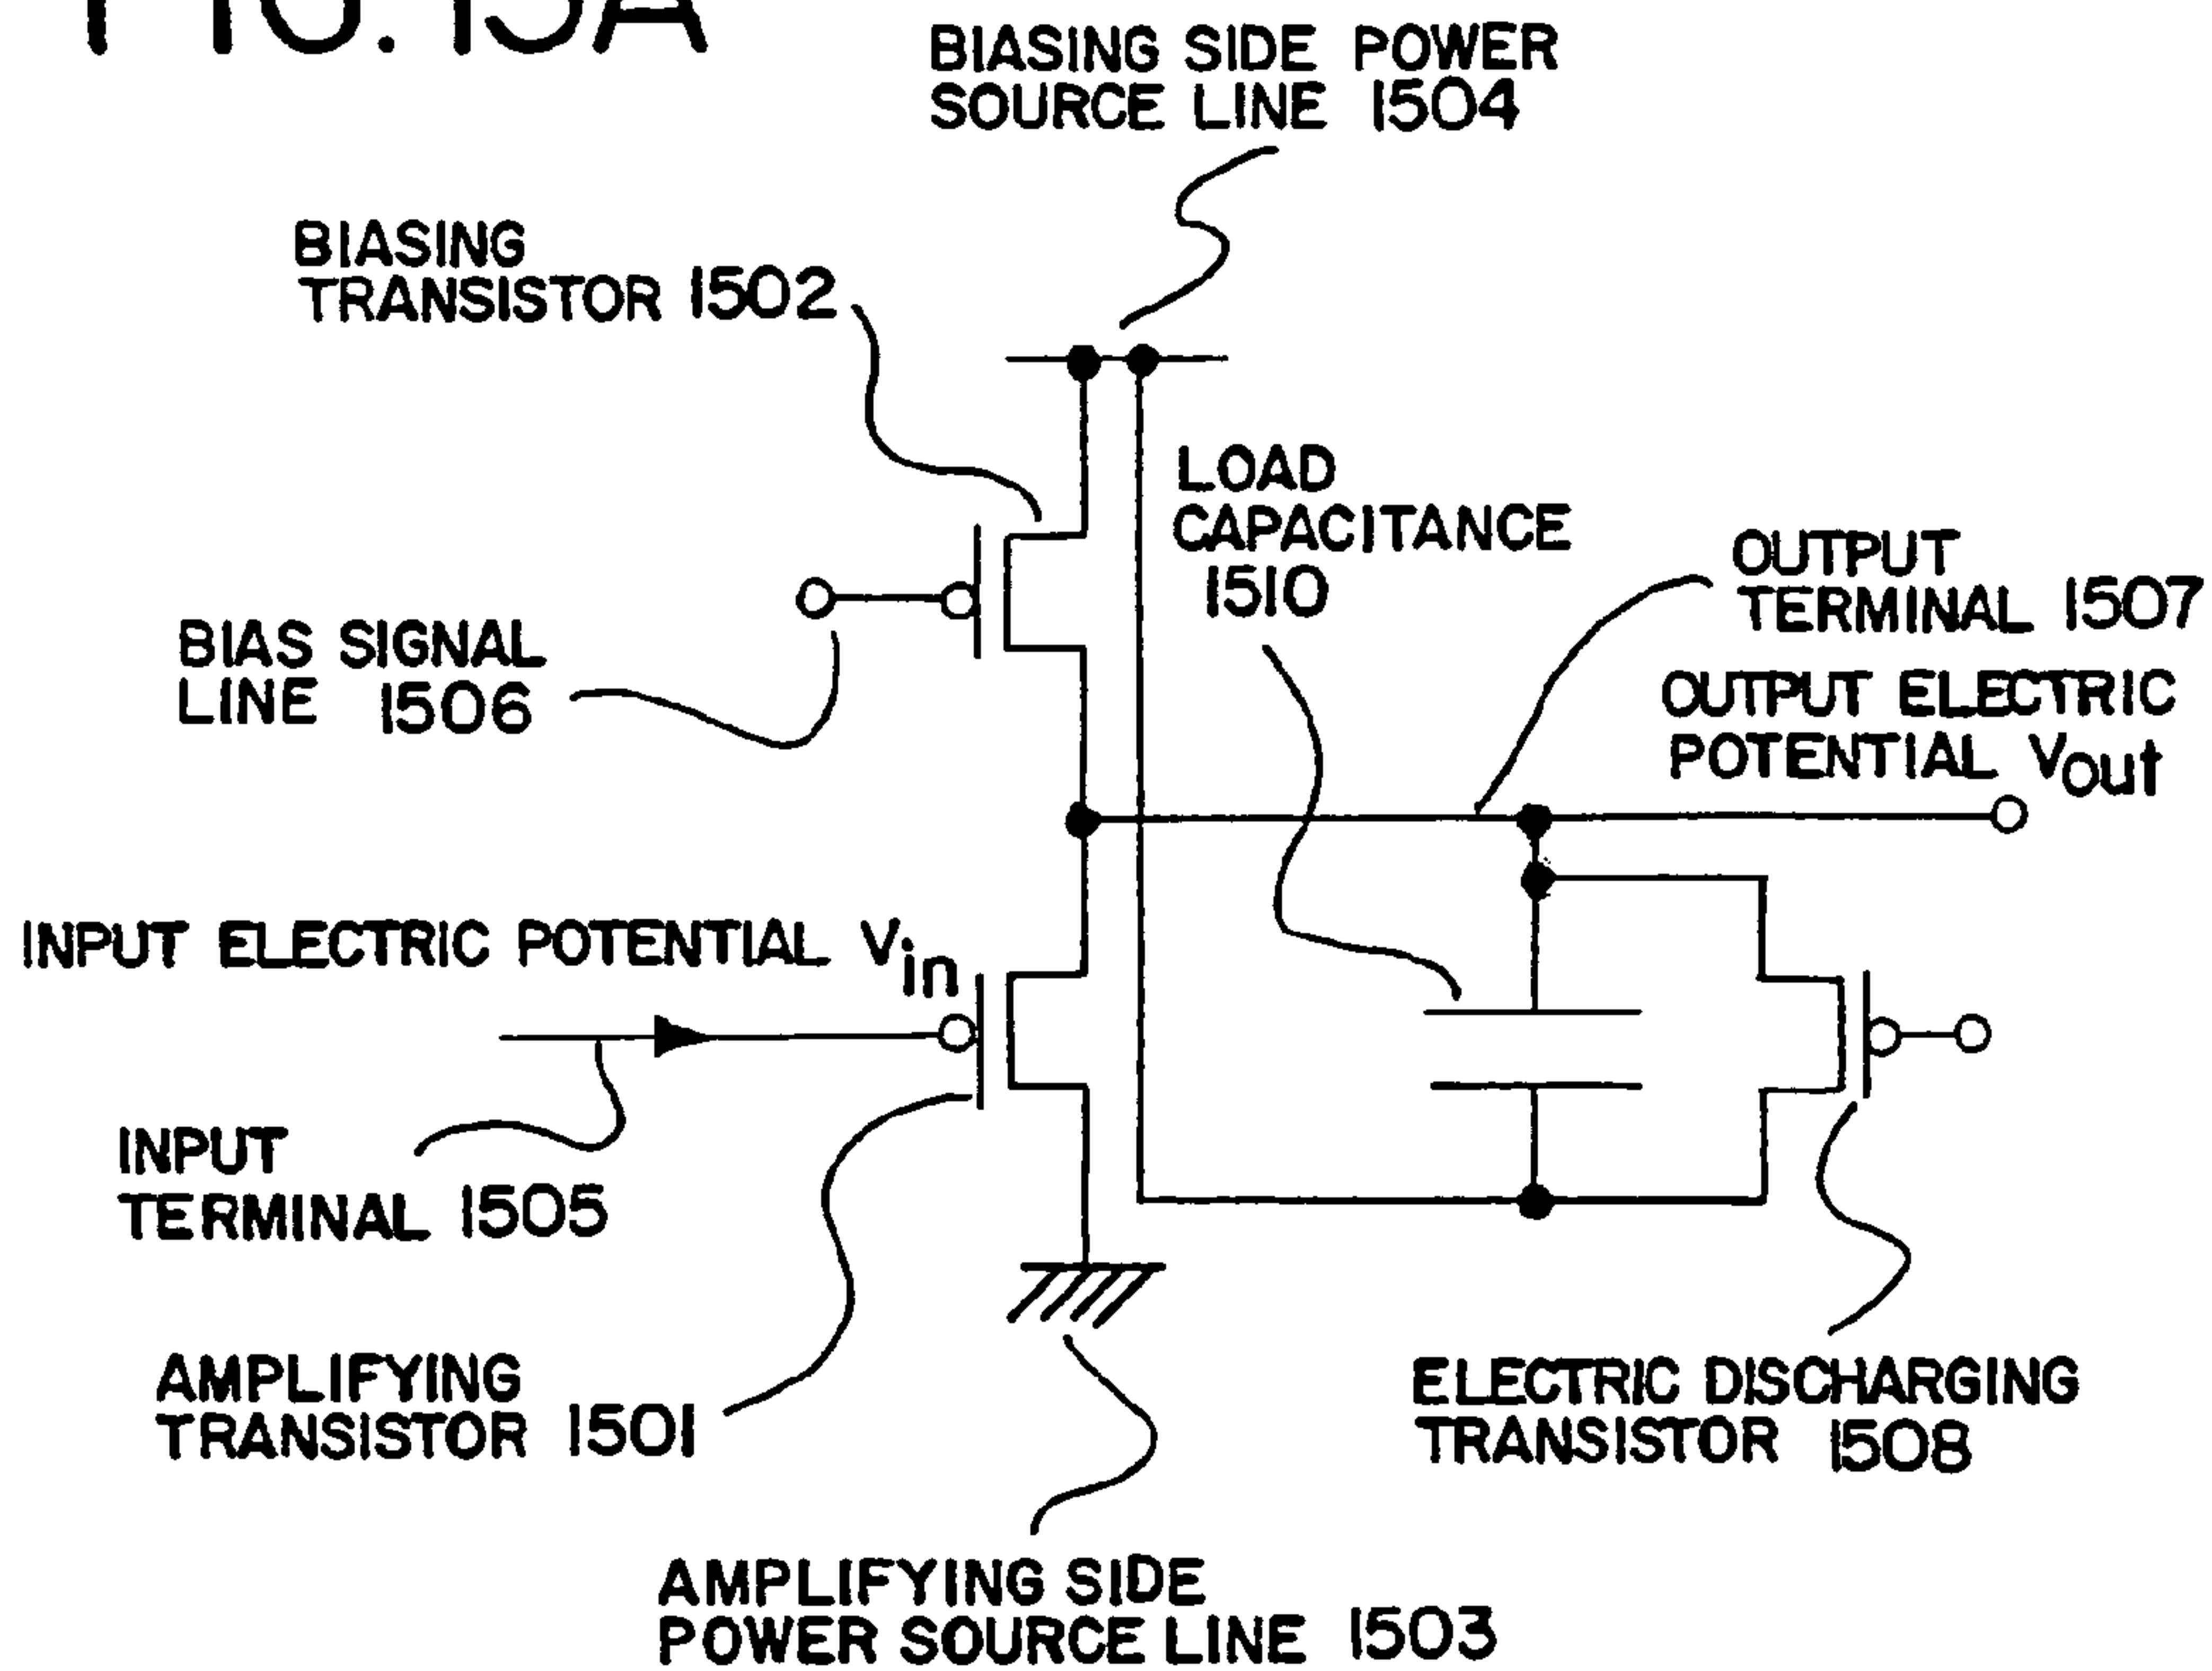 FIG. 15A
BIASING SIDE POWER
SOURCE LINE 1504
BIASING
TRANSISTOR 1502
LOAD
CAPACITANCE
1510
OUTPUT
TERMINAL 1507
BIAS SIGNAL
LINE 1506
OUTPUT ELECTRIC
POTENTIAL Vout
INPUT ELECTRIC POTENTIAL Vin
INPUT
TERMINAL 1505
AMPLIFYING
TRANSISTOR 1501
ELECTRIC DISCHARGING
TRANSISTOR 1508
AMPLIFYING SIDE
POWER SOURCE LINE 1503